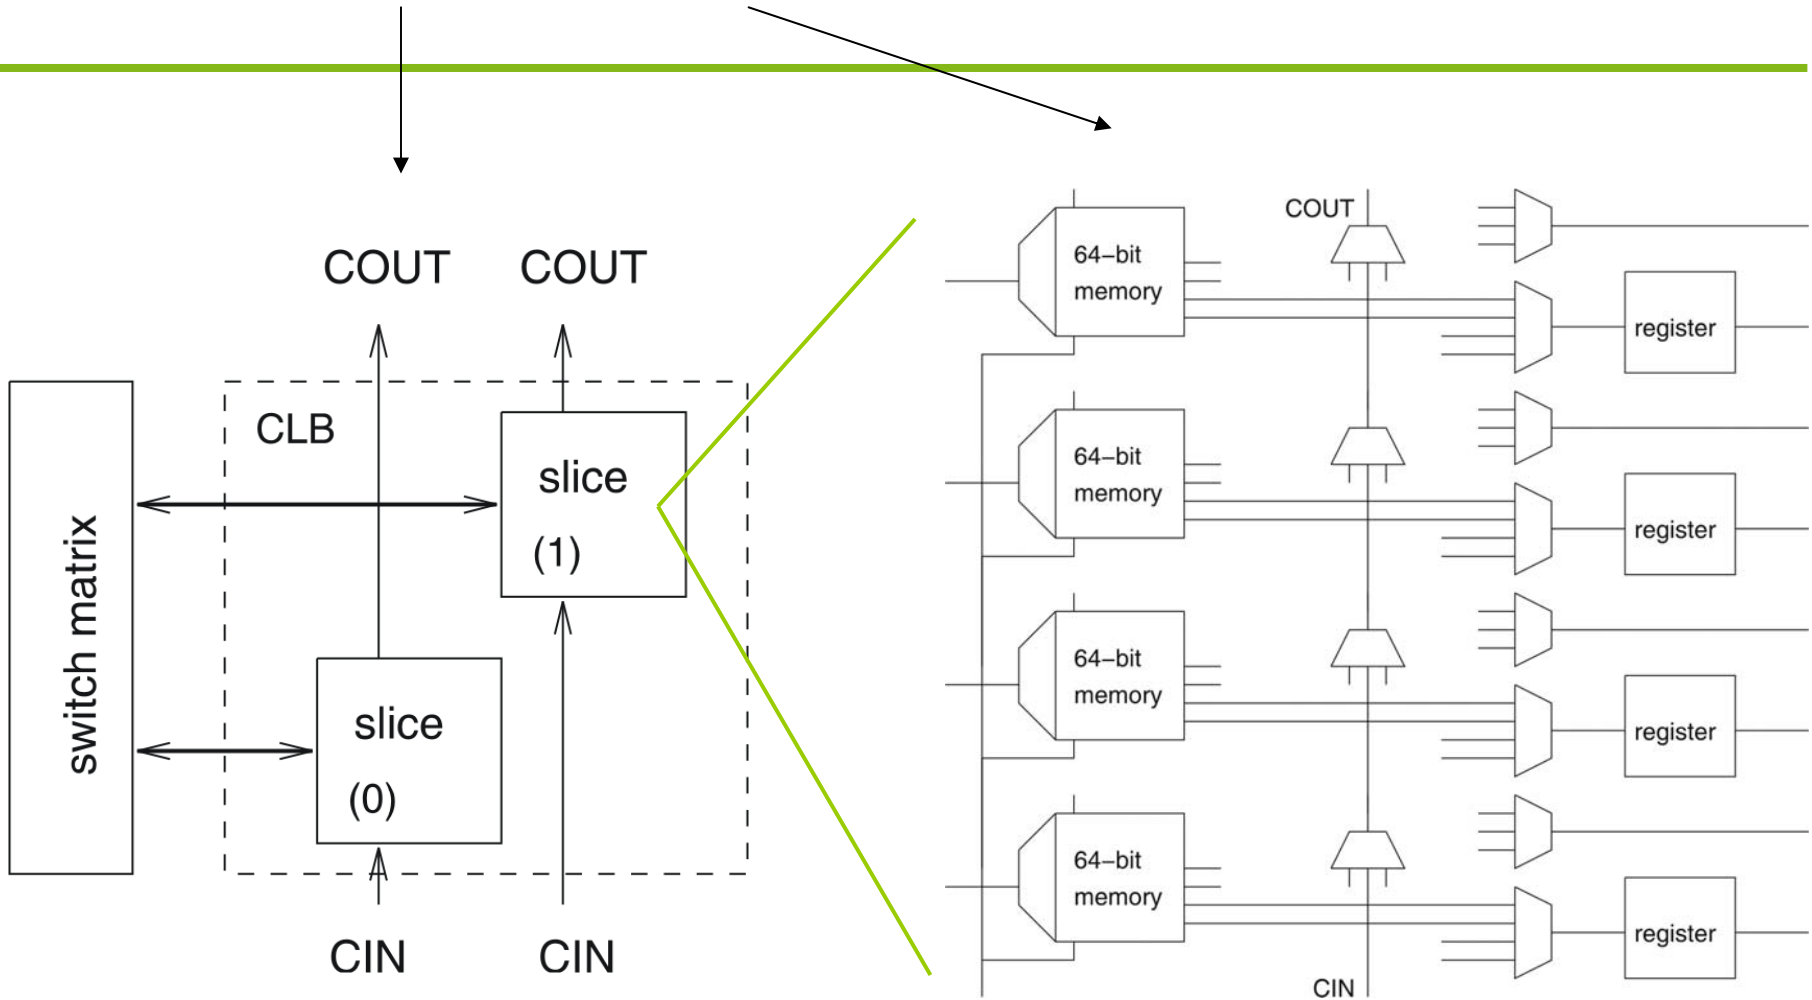 COUT COUT
CLB
slice
(1)
switch matrix
slice
(0)
CIN CIN
COUT
64–bit
memory
register
64–bit
memory
register
64–bit
memory
register
64–bit
memory
register
CIN